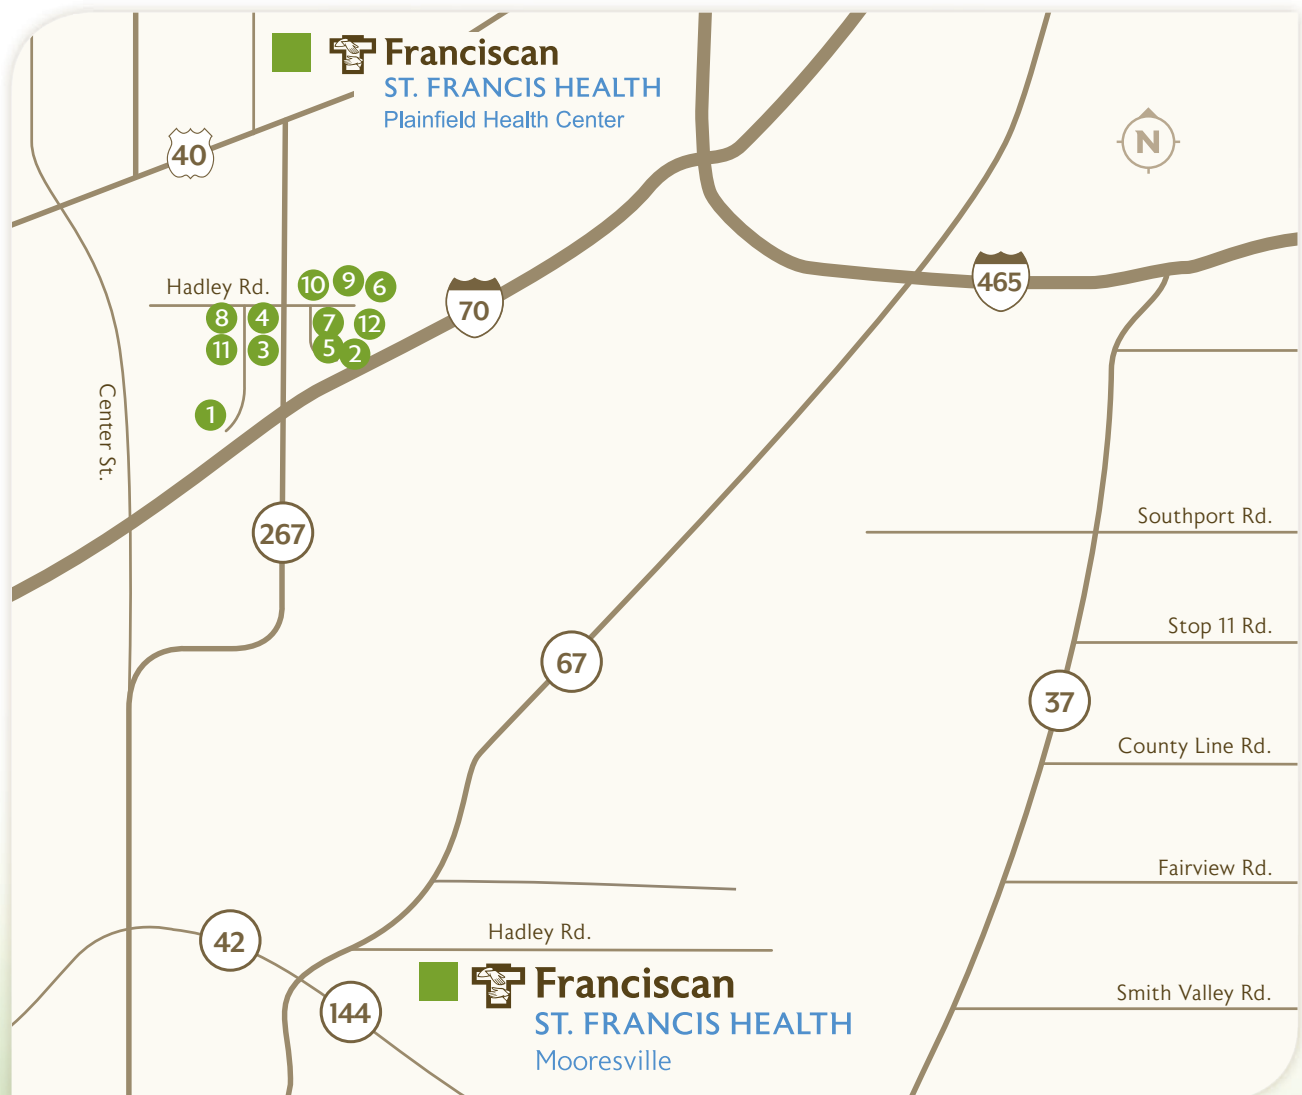 Franciscan
ST. FRANCIS HEALTH
Plainfield Health Center
40
N
Hadley Rd.
10
9
6
8
4
7
12
11
3
5
2
1
70
465
Center St.
267
Southport Rd.
Stop 11 Rd.
67
37
County Line Rd.
Fairview Rd.
42
Hadley Rd.
144
Franciscan
ST. FRANCIS HEALTH
Mooresville
Smith Valley Rd.